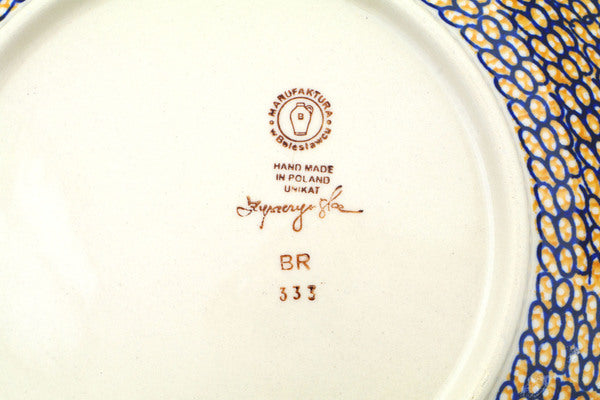 MANUFAKTURA
w Bolesławcu
B
HAND MADE
IN POLAND
UNIKAT
BR
333